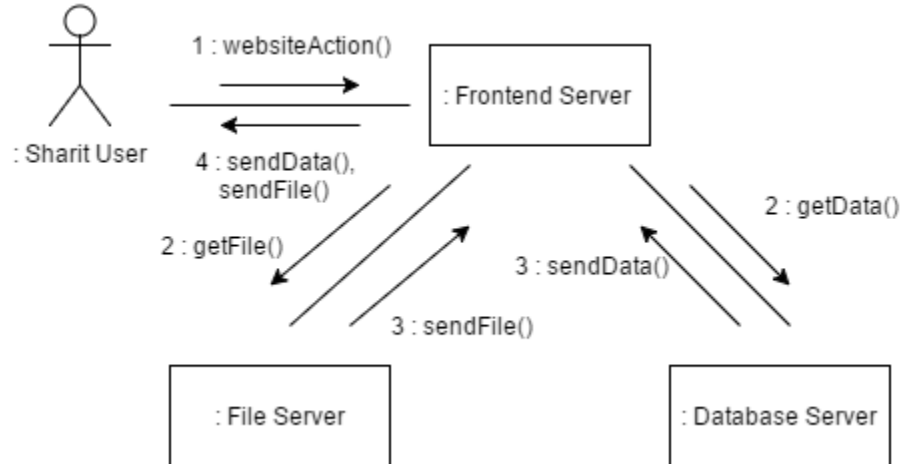 1 : websiteAction()
: Frontend Server
: Sharit User
4 : sendData(),
sendFile()
2 : getFile()
2 : getData()
3 : sendData()
3 : sendFile()
: File Server
: Database Server